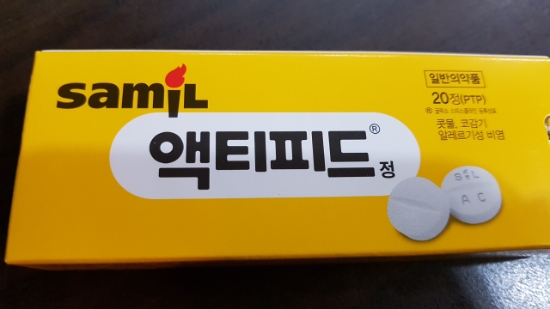 samiL
일반의약품
20정(PTP)
액티피드®
정
콧물, 코감기
알레르기성 비염
S L
A C